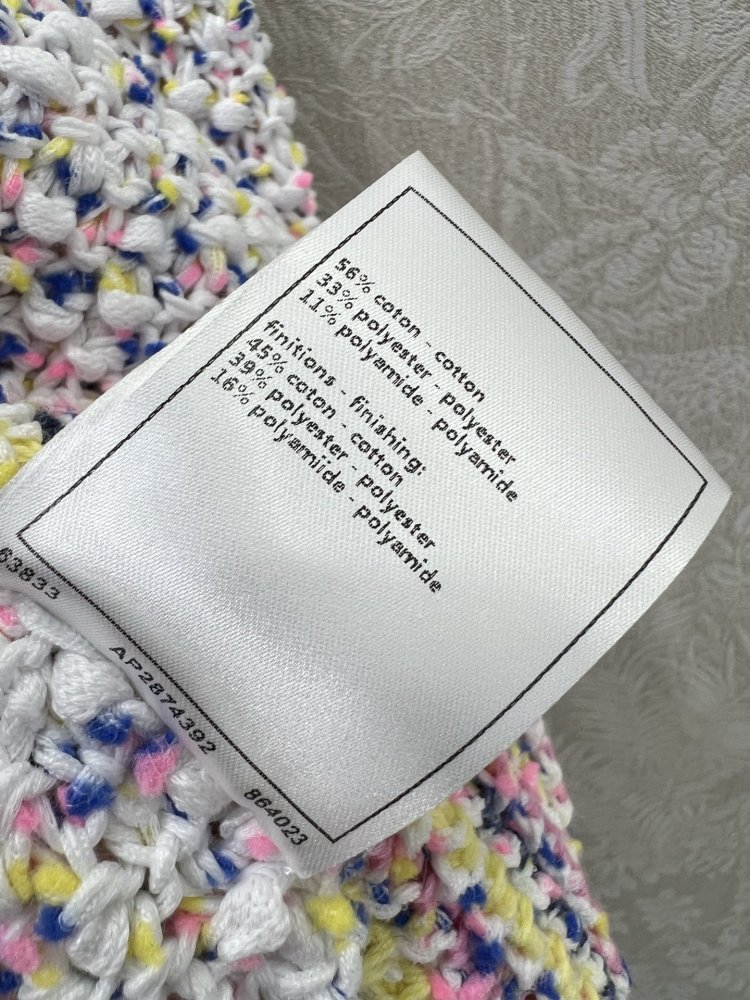 56% coton - cotton
33% polyester - polyester
11% polyamide - polyamide
finitions - finishing:
45% coton - cotton
39% polyester - polyester
16% polyamiide - polyamide
63833 AP2874392 864023